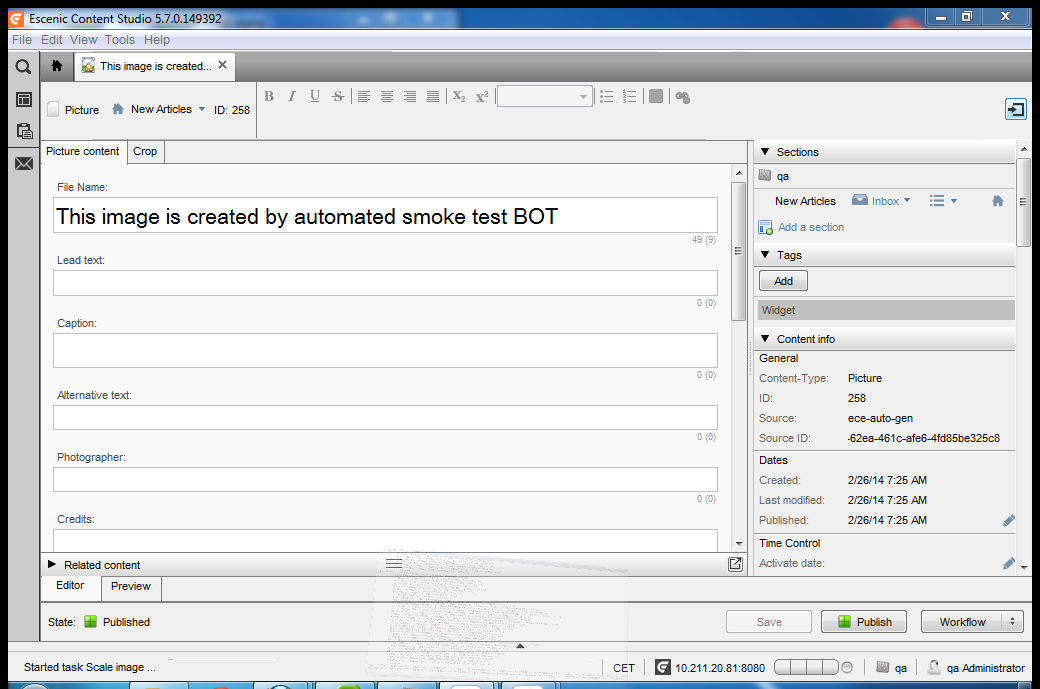 Escenic Content Studio 5.7.0.149392
File Edit View Tools Help
This image is created...
Picture New Articles ID: 258
B I U S X2 X2
Picture content Crop
File Name:
This image is created by automated smoke test BOT
49 (9)
Lead text:
0 (0)
Caption:
0 (0)
Alternative text:
0 (0)
Photographer:
0 (0)
Credits:
Related content
Editor Preview
State: Published
Save Publish Workflow
Sections
qa
New Articles Inbox
Add a section
Tags
Add
Widget
Content info
General
Content-Type: Picture
ID: 258
Source: ece-auto-gen
Source ID: -62ea-461c-afe6-4fd85be325c8
Dates
Created: 2/26/14 7:25 AM
Last modified: 2/26/14 7:25 AM
Published: 2/26/14 7:25 AM
Time Control
Activate date:
Started task Scale image ... CET 10.211.20.81:8080 qa qa Administrator